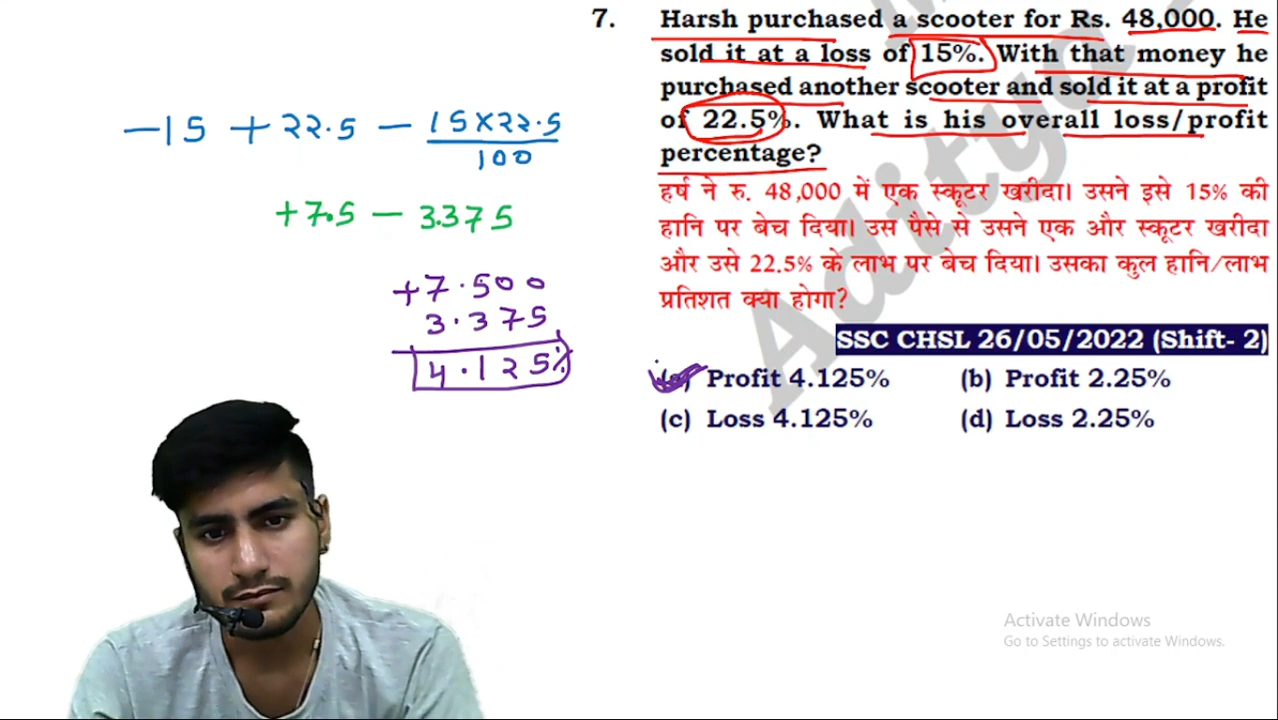 7. Harsh purchased a scooter for Rs. 48,000. He
sold it at a loss of 15%. With that money he
purchased another scooter and sold it at a profit
of 22.5%. What is his overall loss/profit
percentage?
हर्ष ने रु. 48,000 में एक स्कूटर खरीदा। उसने इसे 15% की
हानि पर बेच दिया। उस पैसे से उसने एक और स्कूटर खरीदा
और उसे 22.5% के लाभ पर बेच दिया। उसका कुल हानि/लाभ
प्रतिशत क्या होगा?
SSC CHSL 26/05/2022 (Shift- 2)
(a) Profit 4.125% (b) Profit 2.25%
(c) Loss 4.125% (d) Loss 2.25%
-15 + 22.5 - 15×22.5
100
+7.5 - 3.375
+7.500
3.375
4.125%
Aditya
Activate Windows
Go to Settings to activate Windows.